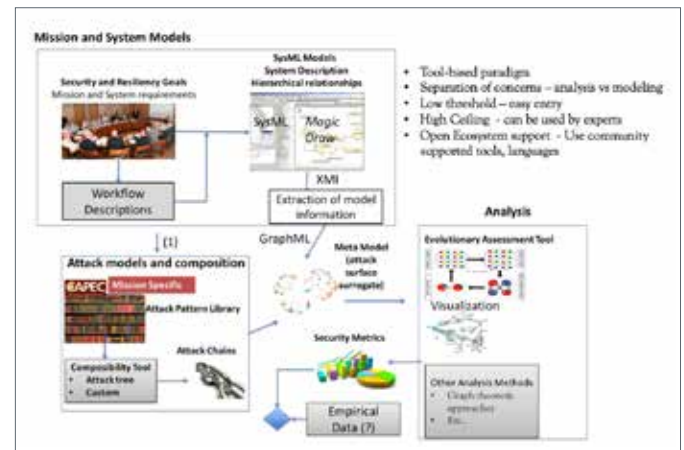 Mission and System Models
SysML Models
System Description
Hierarchical relationships
Security and Resiliency Goals
Mission and System requirements
SysML
Magic
Draw
Workflow
Descriptions
XMI
Extraction of model
information
• Tool-based paradigm
• Separation of concerns – analysis vs modeling
• Low threshold – easy entry
• High Ceiling - can be used by experts
• Open Ecosystem support - Use community
supported tools, languages
(1)
GraphML
Attack models and composition
CAPEC
Mission Specific
Attack Pattern Library
Composibility Tool
• Attack tree
• Custom
Attack Chains
Meta Model
(attack
surface
surrogate)
Security Metrics
Empirical
Data (?)
Analysis
Evolutionary Assessment Tool
Visualization
Other Analysis Methods
• Graph theoretic
approaches
• Etc..